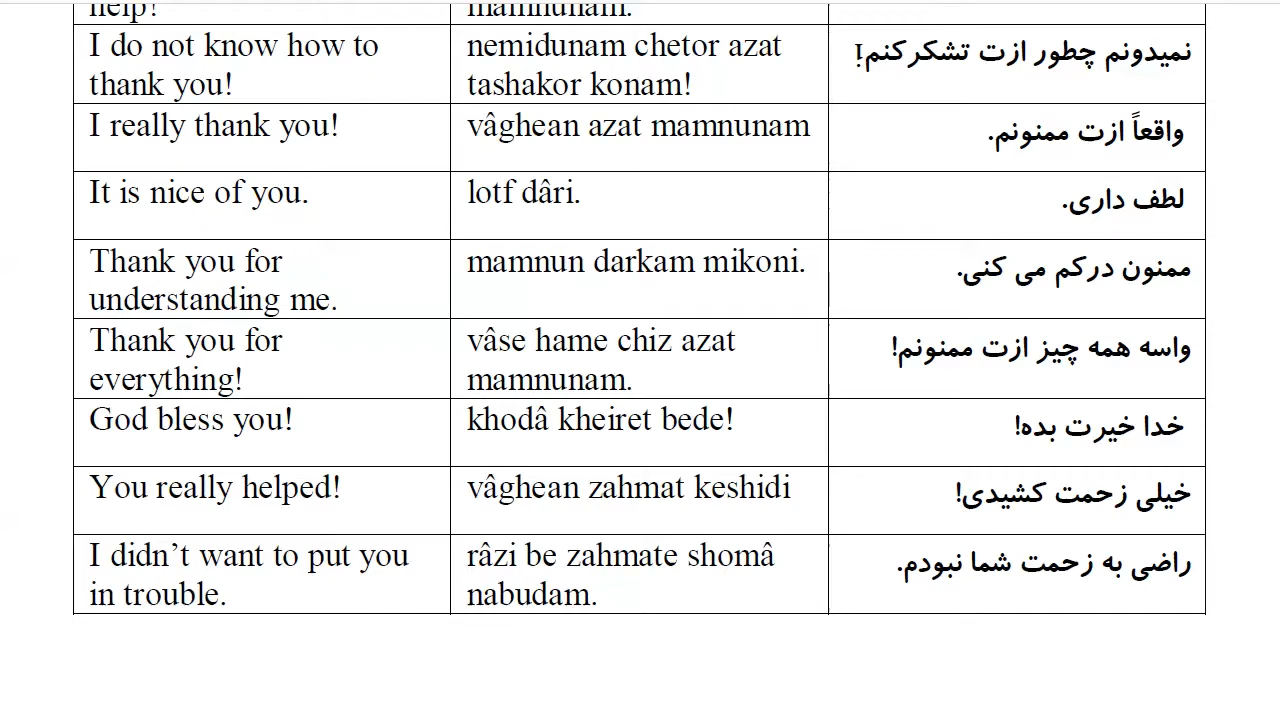 help!
mamnunam.
I do not know how to
thank you!
nemidunam chetor azat
tashakor konam!
نمیدونم چطور ازت تشکرکنم!
I really thank you!
vâghean azat mamnunam
واقعاً ازت ممنونم.
It is nice of you.
lotf dâri.
لطف داری.
Thank you for
understanding me.
mamnun darkam mikoni.
ممنون درکم می کنی.
Thank you for
everything!
vâse hame chiz azat
mamnunam.
واسه همه چیز ازت ممنونم!
God bless you!
khodâ kheiret bede!
خدا خیرت بده!
You really helped!
vâghean zahmat keshidi
خیلی زحمت کشیدی!
I didn’t want to put you
in trouble.
râzi be zahmate shomâ
nabudam.
راضی به زحمت شما نبودم.